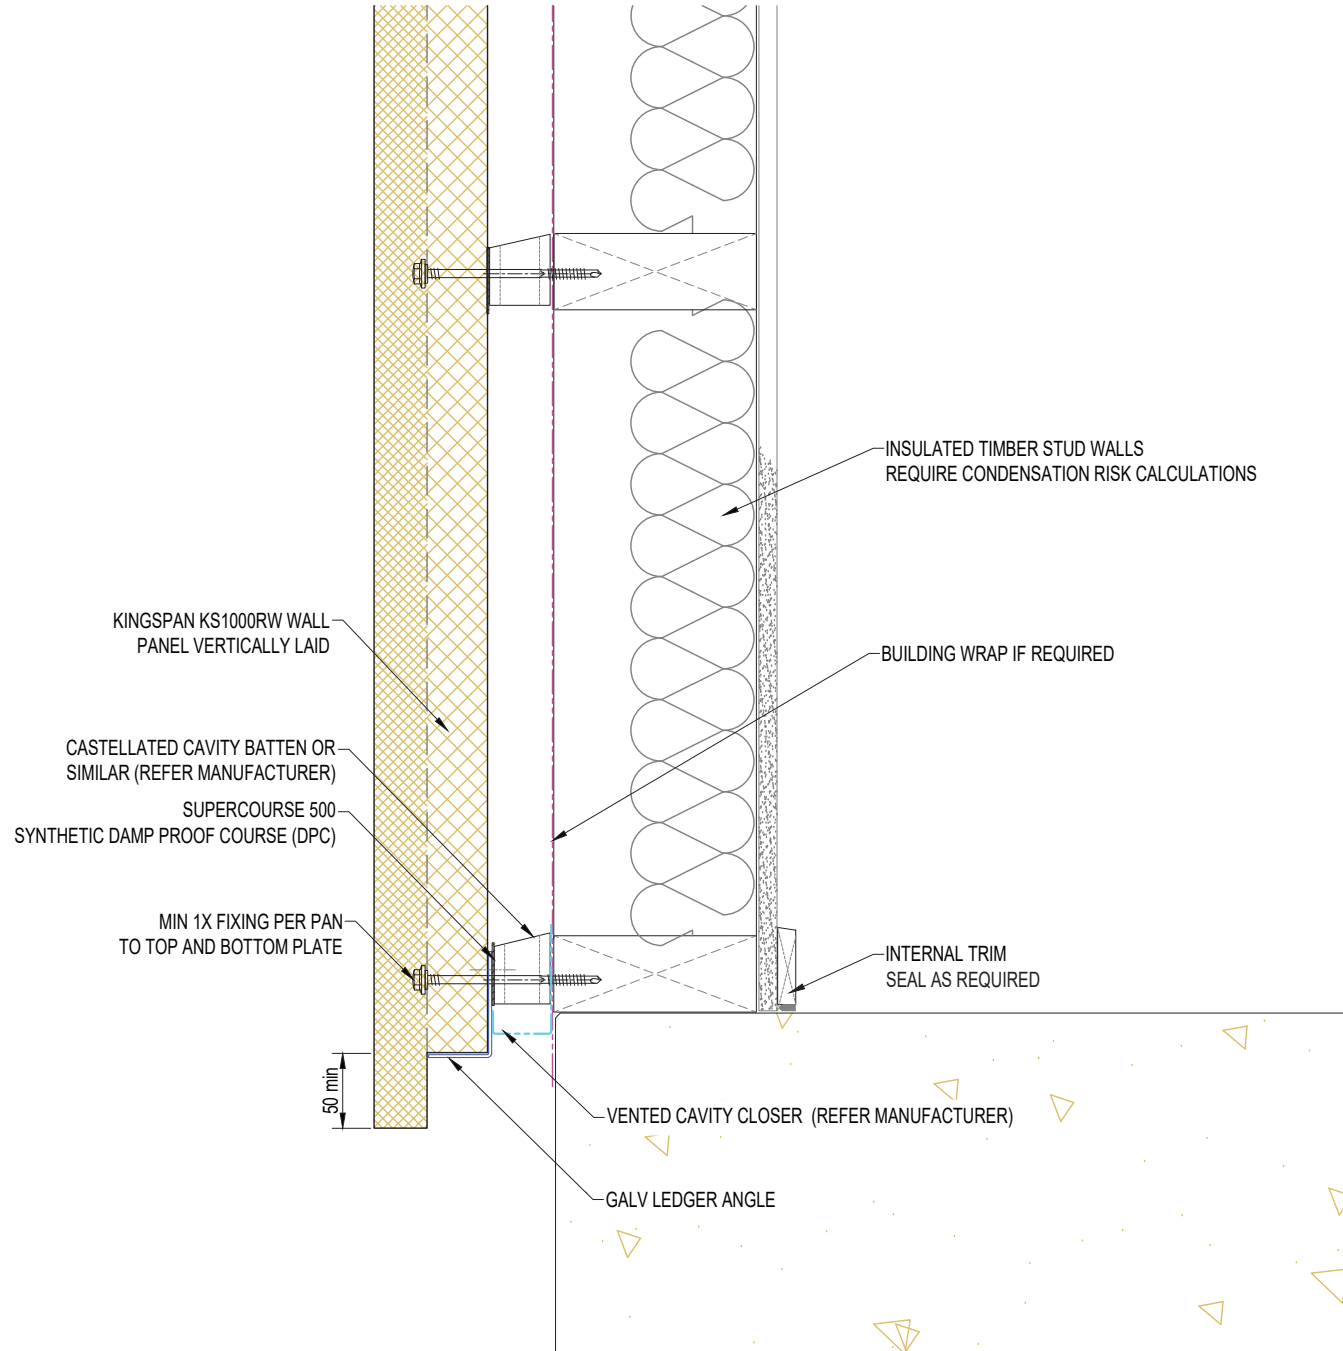 INSULATED TIMBER STUD WALLS
REQUIRE CONDENSATION RISK CALCULATIONS
KINGSPAN KS1000RW WALL
PANEL VERTICALLY LAID
BUILDING WRAP IF REQUIRED
CASTELLATED CAVITY BATTEN OR
SIMILAR (REFER MANUFACTURER)
SUPERCOURSE 500
SYNTHETIC DAMP PROOF COURSE (DPC)
MIN 1X FIXING PER PAN
TO TOP AND BOTTOM PLATE
INTERNAL TRIM
SEAL AS REQUIRED
50 min
VENTED CAVITY CLOSER (REFER MANUFACTURER)
GALV LEDGER ANGLE